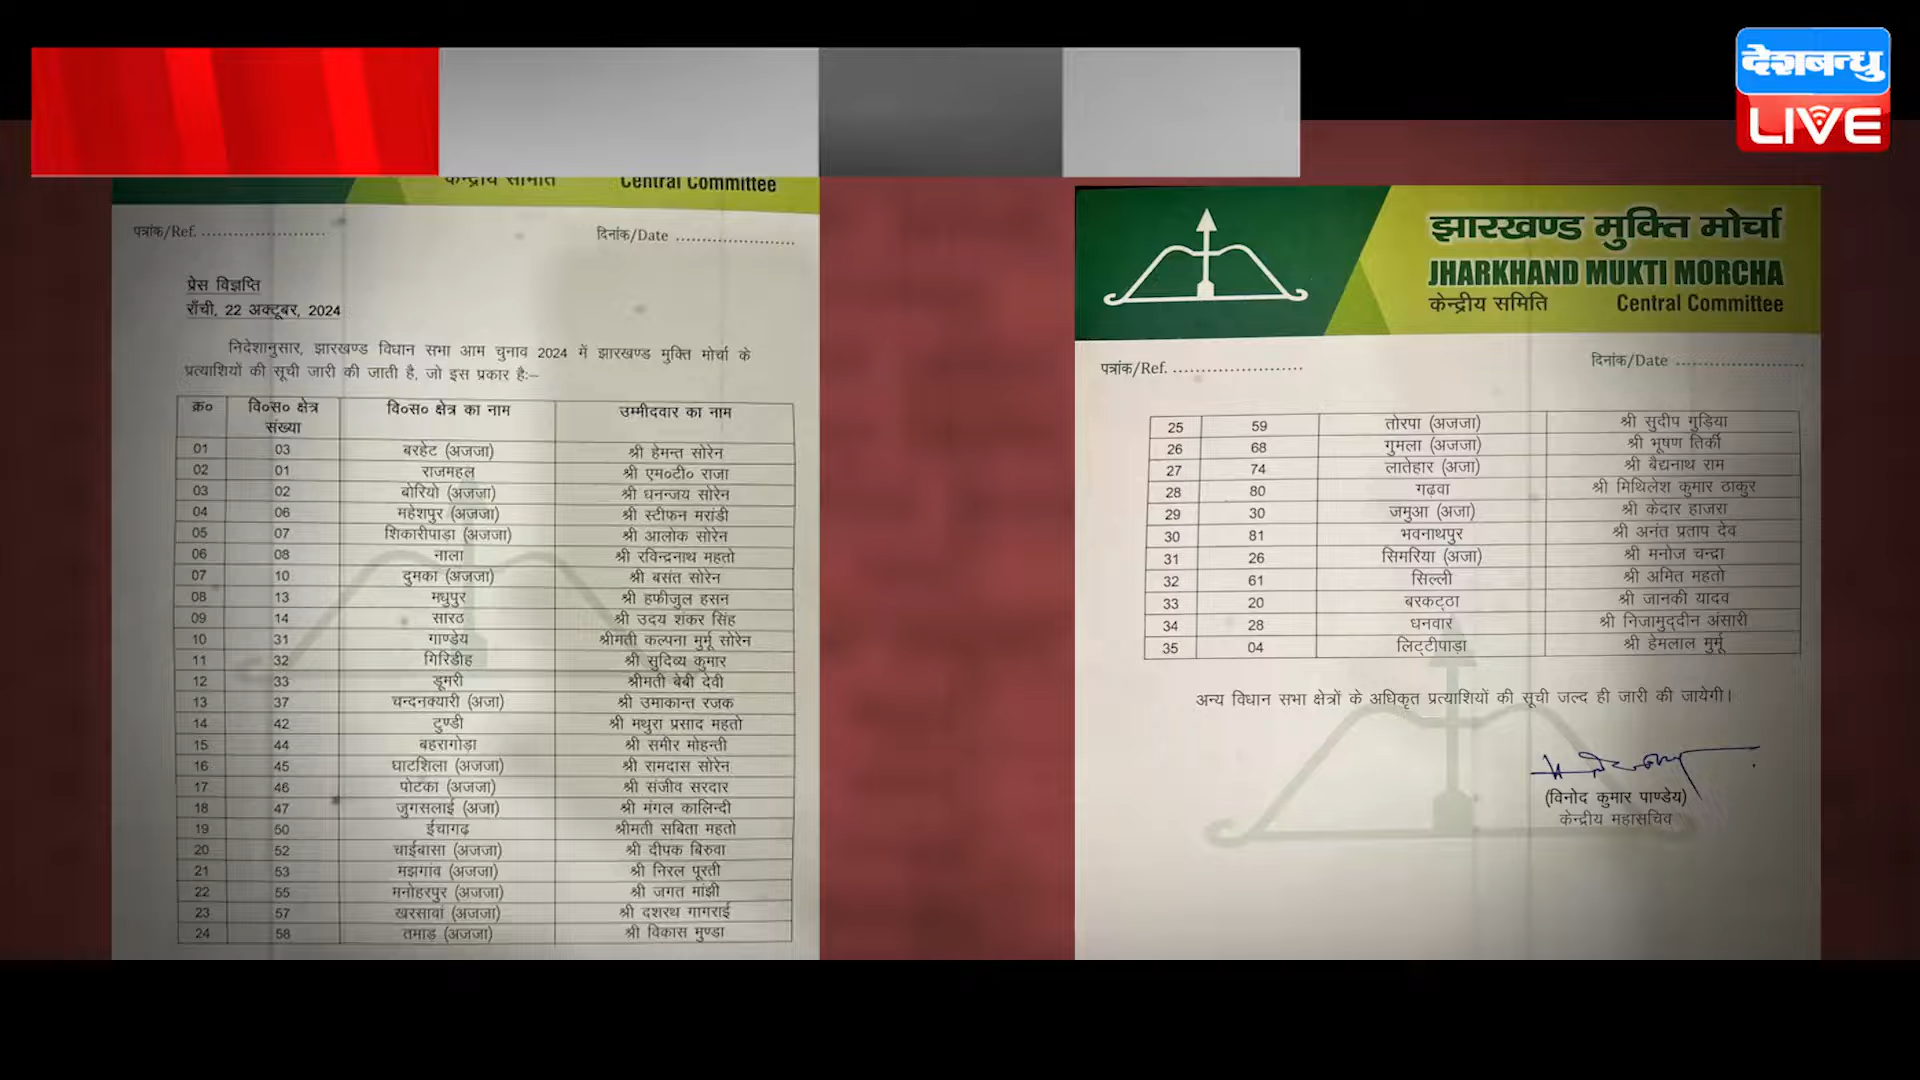 देशबन्धु
LIVE
केन्द्रीय समिति Central Committee
पत्रांक/Ref. ........................ दिनांक/Date ........................
प्रेस विज्ञप्ति
राँची, 22 अक्टूबर, 2024
निदेशानुसार, झारखण्ड विधान सभा आम चुनाव 2024 में झारखण्ड मुक्ति मोर्चा के
प्रत्याशियों की सूची जारी की जाती है, जो इस प्रकार है:–
क्र० वि०स० क्षेत्र संख्या वि०स० क्षेत्र का नाम उम्मीदवार का नाम
01 03 बरहेट (अजजा) श्री हेमन्त सोरेन
02 01 राजमहल श्री एम०टी० राजा
03 02 बोरियो (अजजा) श्री धनन्जय सोरेन
04 06 महेशपुर (अजजा) श्री स्टीफन मरांडी
05 07 शिकारीपाड़ा (अजजा) श्री आलोक सोरेन
06 08 नाला श्री रविन्द्रनाथ महतो
07 10 दुमका (अजजा) श्री बसंत सोरेन
08 13 मधुपुर श्री हफीजुल हसन
09 14 सारठ श्री उदय शंकर सिंह
10 31 गाण्डेय श्रीमती कल्पना मुर्मू सोरेन
11 32 गिरिडीह श्री सुदिव्य कुमार
12 33 डूमरी श्रीमती बेबी देवी
13 37 चन्दनक्यारी (अजा) श्री उमाकान्त रजक
14 42 टुण्डी श्री मथुरा प्रसाद महतो
15 44 बहरागोड़ा श्री समीर मोहन्ती
16 45 घाटशिला (अजजा) श्री रामदास सोरेन
17 46 पोटका (अजजा) श्री संजीव सरदार
18 47 जुगसलाई (अजा) श्री मंगल कालिन्दी
19 50 ईचागढ़ श्रीमती सबिता महतो
20 52 चाईबासा (अजजा) श्री दीपक बिरुवा
21 53 मझगांव (अजजा) श्री निरल पूरती
22 55 मनोहरपुर (अजजा) श्री जगत मांझी
23 57 खरसावां (अजजा) श्री दशरथ गागराई
24 58 तमाड़ (अजजा) श्री विकास मुण्डा
झारखण्ड मुक्ति मोर्चा
JHARKHAND MUKTI MORCHA
केन्द्रीय समिति Central Committee
पत्रांक/Ref. ........................ दिनांक/Date ........................
25 59 तोरपा (अजजा) श्री सुदीप गुडिया
26 68 गुमला (अजजा) श्री भूषण तिर्की
27 74 लातेहार (अजा) श्री बैद्यनाथ राम
28 80 गढ़वा श्री मिथिलेश कुमार ठाकुर
29 30 जमुआ (अजा) श्री केदार हाजरा
30 81 भवनाथपुर श्री अनंत प्रताप देव
31 26 सिमरिया (अजा) श्री मनोज चन्द्रा
32 61 सिल्ली श्री अमित महतो
33 20 बरकट्ठा श्री जानकी यादव
34 28 धनवार श्री निजामुद्दीन अंसारी
35 04 लिट्टीपाड़ा श्री हेमलाल मुर्मू
अन्य विधान सभा क्षेत्रों के अधिकृत प्रत्याशियों की सूची जल्द ही जारी की जायेगी।
(विनोद कुमार पाण्डेय)
केन्द्रीय महासचिव